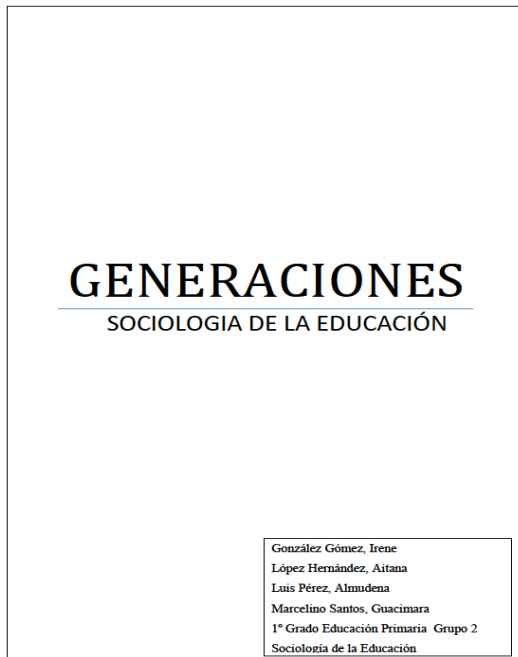 GENERACIONES
SOCIOLOGIA DE LA EDUCACIÓN
González Gómez, Irene
López Hernández, Aitana
Luis Pérez, Almudena
Marcelino Santos, Guacimara
1º Grado Educación Primaria Grupo 2
Sociología de la Educación